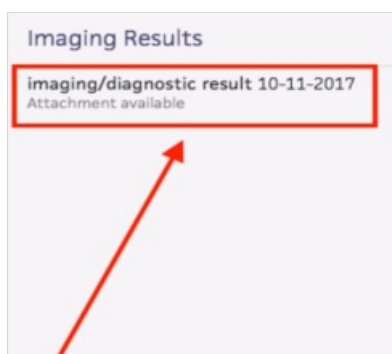 Imaging Results
imaging/diagnostic result 10-11-2017
Attachment available